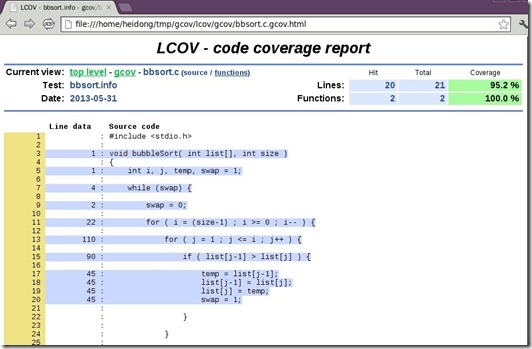 LCOV - bbsort.info - gcov/b
file:///home/heidong/tmp/gcov/lcov/gcov/bbsort.c.gcov.html
LCOV - code coverage report
Current view: top level - gcov - bbsort.c (source / functions) Hit Total Coverage
Test: bbsort.info Lines: 20 21 95.2 %
Date: 2013-05-31 Functions: 2 2 100.0 %
Line data Source code
1 : #include <stdio.h>
2 :
3 1 : void bubbleSort( int list[], int size )
4 : {
5 1 : int i, j, temp, swap = 1;
6 :
7 4 : while (swap) {
8 :
9 2 : swap = 0;
10 :
11 22 : for ( i = (size-1) ; i >= 0 ; i-- ) {
12 :
13 110 : for ( j = 1 ; j <= i ; j++ ) {
14 :
15 90 : if ( list[j-1] > list[j] ) {
16 :
17 45 : temp = list[j-1];
18 45 : list[j-1] = list[j];
19 45 : list[j] = temp;
20 45 : swap = 1;
21 :
22 : }
23 :
24 : }
25 :